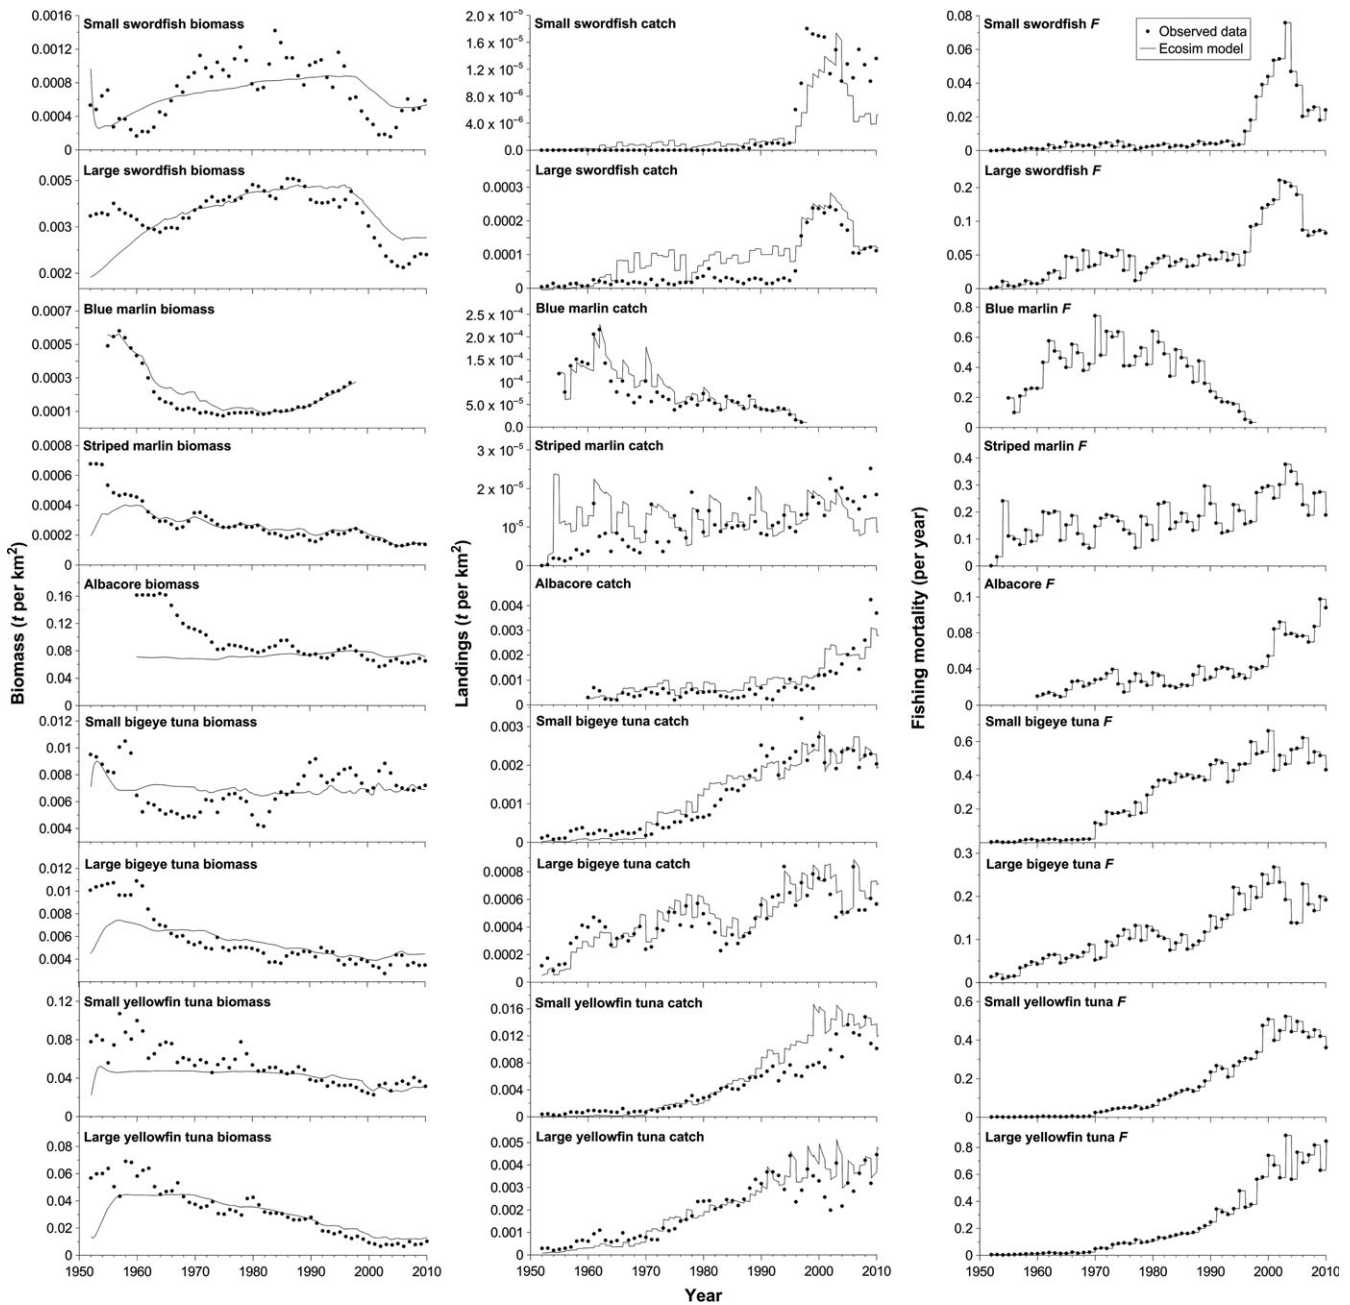 Small swordfish biomass
0.0016
0.0012
0.0008
0.0004
0
Small swordfish catch
2.0 x 10⁻⁵
1.6 x 10⁻⁵
1.2 x 10⁻⁵
8.0 x 10⁻⁶
4.0 x 10⁻⁶
0.0
Small swordfish F
0.08
0.06
0.04
0.02
0
Observed data
Ecosim model
Large swordfish biomass
0.005
0.003
0.002
Large swordfish catch
0.0003
0.0002
0.0001
0
Large swordfish F
0.2
0.1
0.05
0
Blue marlin biomass
0.0007
0.0005
0.0003
0.0001
Blue marlin catch
2.5 x 10⁻⁴
2.0 x 10⁻⁴
1.5 x 10⁻⁴
10⁻⁴
5.0 x 10⁻⁵
0.0
Blue marlin F
0.8
0.6
0.4
0.2
0
Striped marlin biomass
0.0008
0.0006
0.0004
0.0002
0
Striped marlin catch
3 x 10⁻⁵
2 x 10⁻⁵
10⁻⁵
0
Striped marlin F
0.4
0.3
0.2
0.1
0
Albacore biomass
0.16
0.12
0.08
0.04
0
Albacore catch
0.004
0.003
0.002
0.001
0
Albacore F
0.1
0.08
0.04
0
Small bigeye tuna biomass
0.012
0.010
0.008
0.006
0.004
Small bigeye tuna catch
0.003
0.002
0.001
0
Small bigeye tuna F
0.6
0.4
0.2
0
Large bigeye tuna biomass
0.012
0.010
0.008
0.006
0.004
Large bigeye tuna catch
0.0008
0.0006
0.0004
0.0002
0
Large bigeye tuna F
0.3
0.2
0.1
0
Small yellowfin tuna biomass
0.12
0.08
0.04
0
Small yellowfin tuna catch
0.016
0.012
0.008
0.004
0
Small yellowfin tuna F
0.6
0.4
0.2
0
Large yellowfin tuna biomass
0.08
0.06
0.04
0.02
0
Large yellowfin tuna catch
0.005
0.004
0.003
0.002
0.001
0
Large yellowfin tuna F
0.8
0.6
0.4
0.2
0
Biomass (t per km²)
Landings (t per km²)
Fishing mortality (per year)
1950 1960 1970 1980 1990 2000 2010
1950 1960 1970 1980 1990 2000 2010
1950 1960 1970 1980 1990 2000 2010
Year